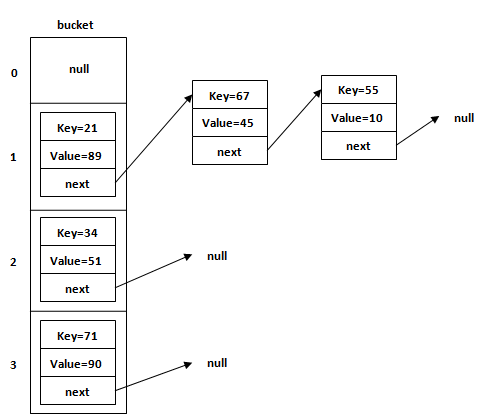 bucket
0
null
1
Key=21
Value=89
next
Key=67
Value=45
next
Key=55
Value=10
next
null
2
Key=34
Value=51
next
null
3
Key=71
Value=90
next
null